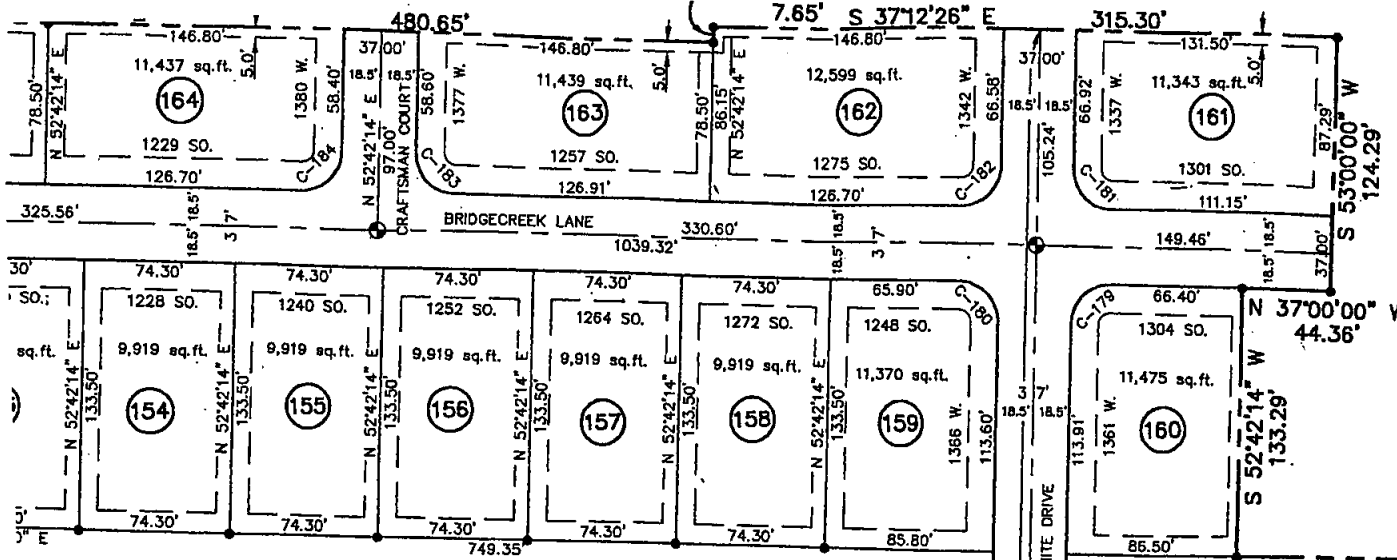 480.65'
7.65'
S 37°12'26" E
315.30'
146.80'
5.0'
37.00'
146.80'
5.0'
146.80'
37.00'
131.50'
5.0'
78.50'
N 52°42'14" E
11,437 sq.ft.
164
1380 W.
58.40'
1229 SO.
C-184
126.70'
18.5' 18.5'
N 52°42'14" E
97.00'
CRAFTSMAN COURT
58.60'
1377 W.
11,439 sq.ft.
163
78.50'
1257 SO.
C-183
126.91'
86.15'
N 52°42'14" E
12,599 sq.ft.
162
1342 W.
66.58'
1275 SO.
C-182
126.70'
18.5' 18.5'
105.24'
66.92'
1337 W.
11,343 sq.ft.
161
87.29'
1301 SO.
C-181
111.15'
S 53°00'00" W
124.29'
325.56'
18.5' 18.5'
37'
BRIDGECREEK LANE
330.60'
1039.32'
18.5' 18.5'
37'
149.46'
18.5' 18.5'
37.00'
30'
74.30'
74.30'
74.30'
74.30'
74.30'
65.90'
C-180
C-179
66.40'
N 37°00'00" W
44.36'
SO.;
1228 SO.
1240 SO.
1252 SO.
1264 SO.
1272 SO.
1248 SO.
1304 SO.
sq.ft.
N 52°42'14" E
133.50'
9,919 sq.ft.
154
N 52°42'14" E
133.50'
9,919 sq.ft.
155
N 52°42'14" E
133.50'
9,919 sq.ft.
156
N 52°42'14" E
133.50'
9,919 sq.ft.
157
N 52°42'14" E
133.50'
9,919 sq.ft.
158
N 52°42'14" E
133.50'
11,370 sq.ft.
159
1366 W.
113.60'
37'
18.5' 18.5'
113.91'
1361 W.
11,475 sq.ft.
160
S 52°42'14" W
133.29'
ITE DRIVE
" E
74.30'
74.30'
74.30'
74.30'
74.30'
85.80'
86.50'
749.35'